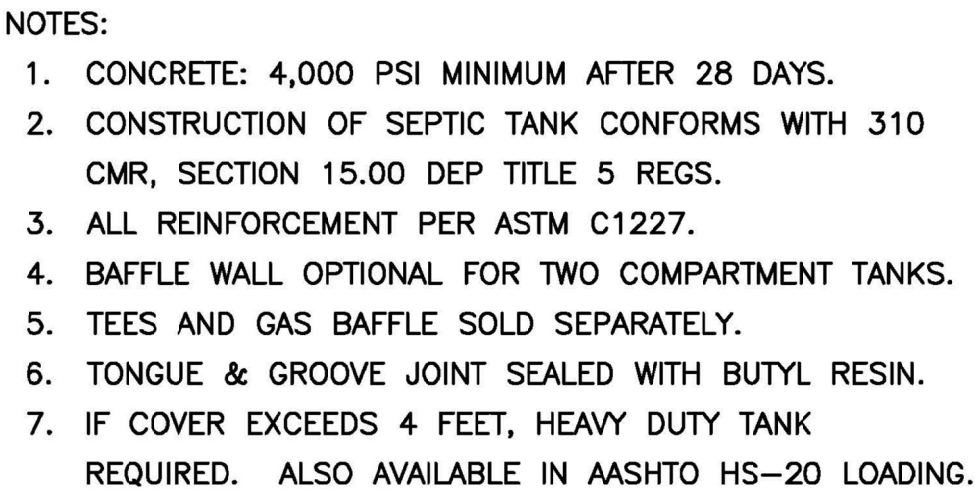 NOTES:
1. CONCRETE: 4,000 PSI MINIMUM AFTER 28 DAYS.
2. CONSTRUCTION OF SEPTIC TANK CONFORMS WITH 310
CMR, SECTION 15.00 DEP TITLE 5 REGS.
3. ALL REINFORCEMENT PER ASTM C1227.
4. BAFFLE WALL OPTIONAL FOR TWO COMPARTMENT TANKS.
5. TEES AND GAS BAFFLE SOLD SEPARATELY.
6. TONGUE & GROOVE JOINT SEALED WITH BUTYL RESIN.
7. IF COVER EXCEEDS 4 FEET, HEAVY DUTY TANK
REQUIRED. ALSO AVAILABLE IN AASHTO HS-20 LOADING.